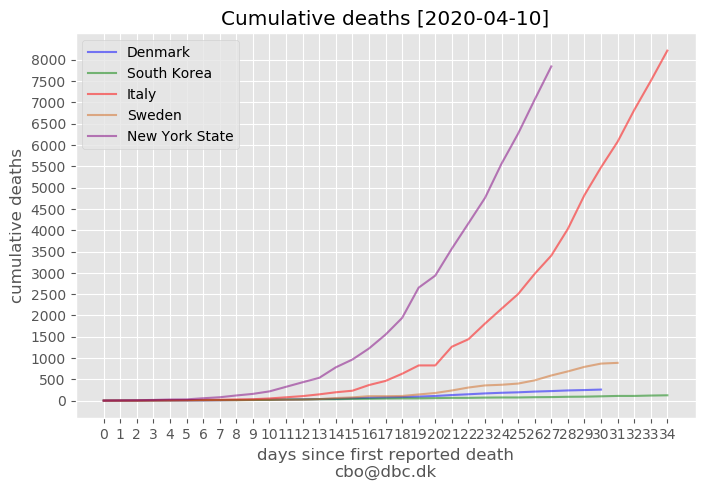 Cumulative deaths [2020-04-10]
Denmark
South Korea
Italy
Sweden
New York State
8000
7500
7000
6500
6000
5500
5000
4500
4000
3500
3000
2500
2000
1500
1000
500
0
cumulative deaths
0 1 2 3 4 5 6 7 8 9 10 11 12 13 14 15 16 17 18 19 20 21 22 23 24 25 26 27 28 29 30 31 32 33 34
days since first reported death
cbo@dbc.dk